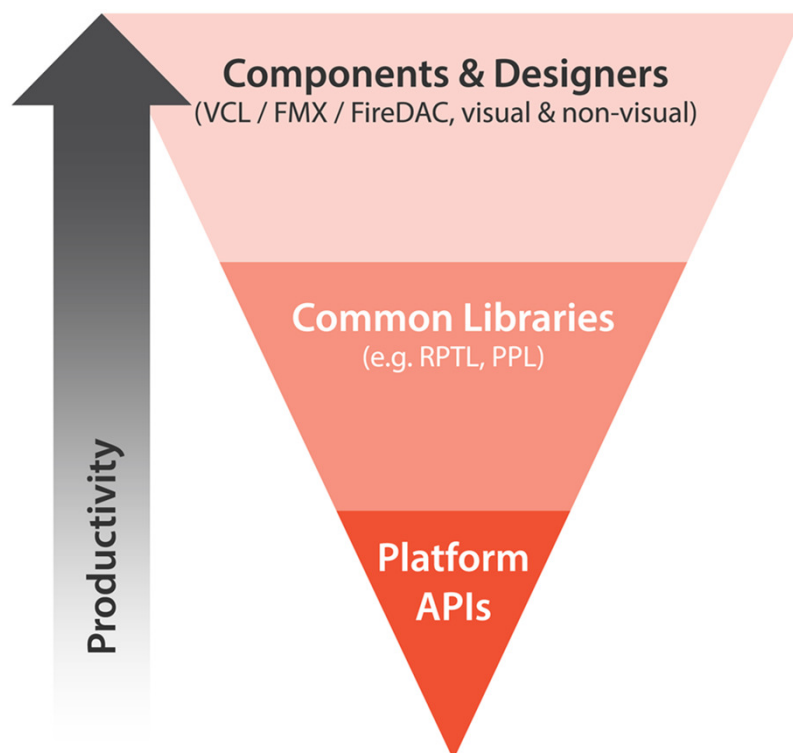 Components & Designers
(VCL / FMX / FireDAC, visual & non-visual)
Common Libraries
(e.g. RPTL, PPL)
Platform
APIs
Productivity